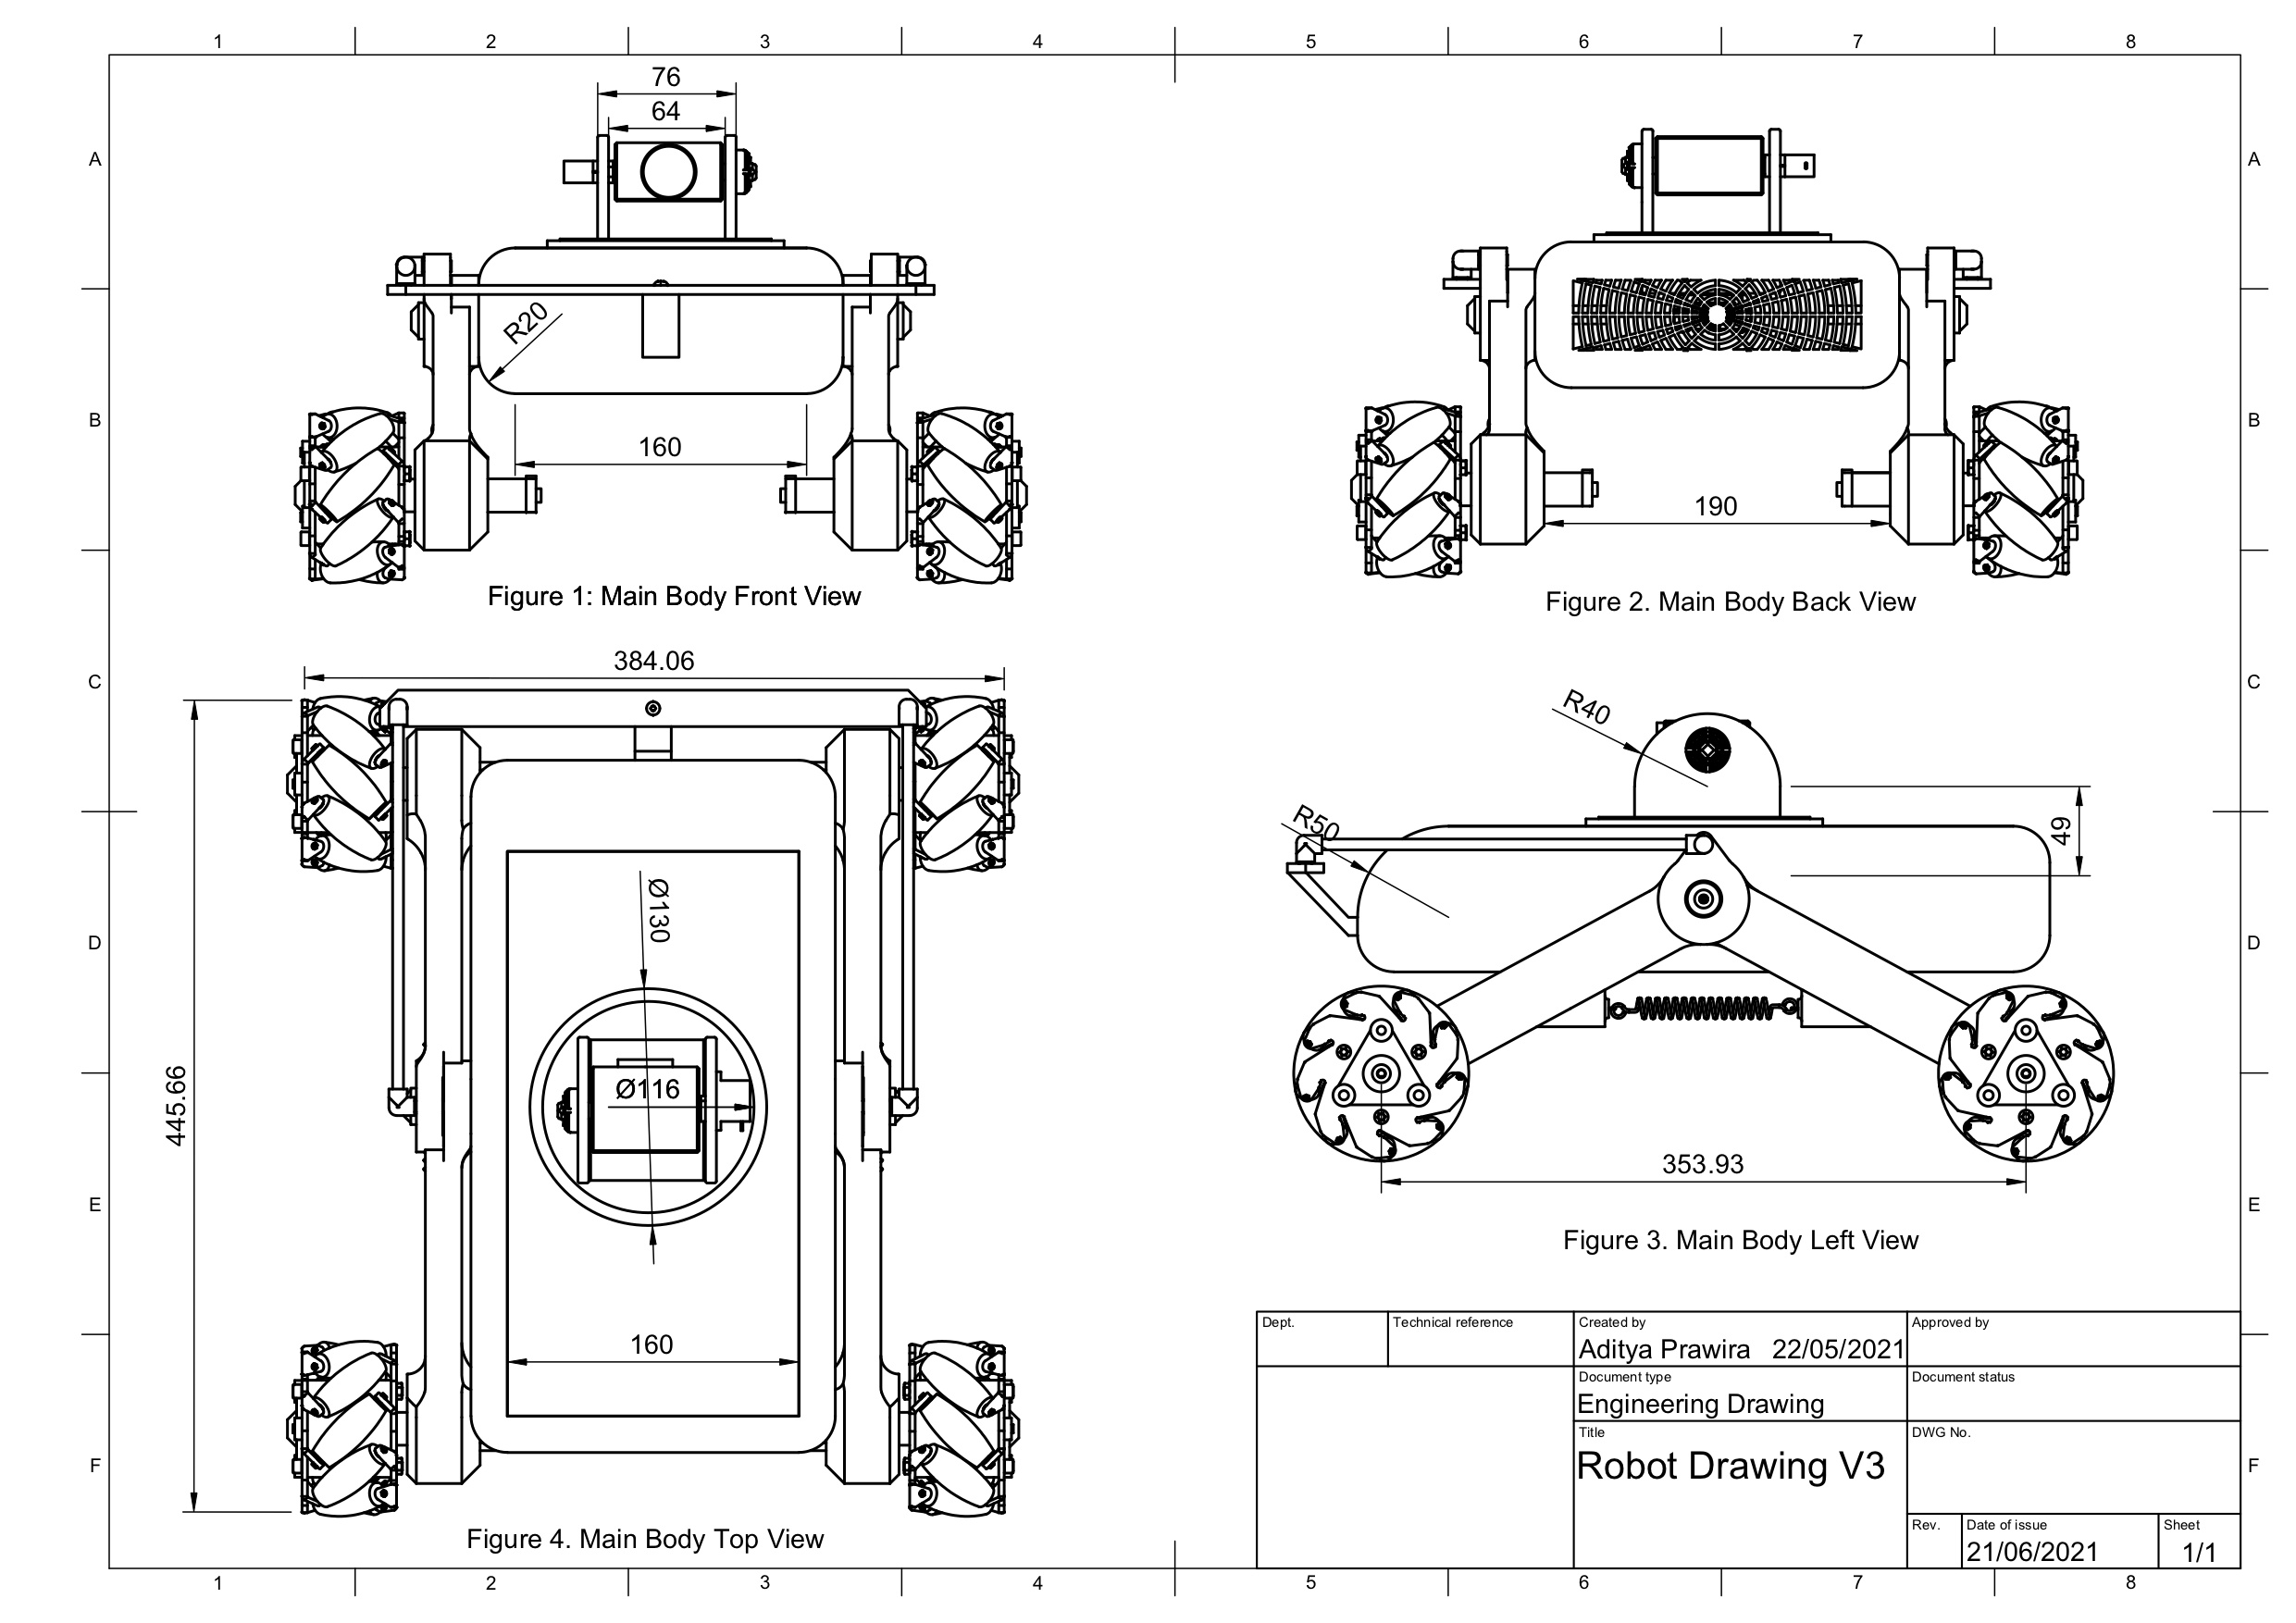 1 2 3 4 5 6 7 8
A A
B B
C C
D D
E E
F F
76
64
R20
160
Figure 1: Main Body Front View
190
Figure 2. Main Body Back View
384.06
445.66
Ø130
Ø116
160
Figure 4. Main Body Top View
R40
R50
49
353.93
Figure 3. Main Body Left View
Dept. Technical reference Created by Approved by
Aditya Prawira 22/05/2021
Document type Document status
Engineering Drawing
Title DWG No.
Robot Drawing V3
Rev. Date of issue Sheet
21/06/2021 1/1
1 2 3 4 5 6 7 8